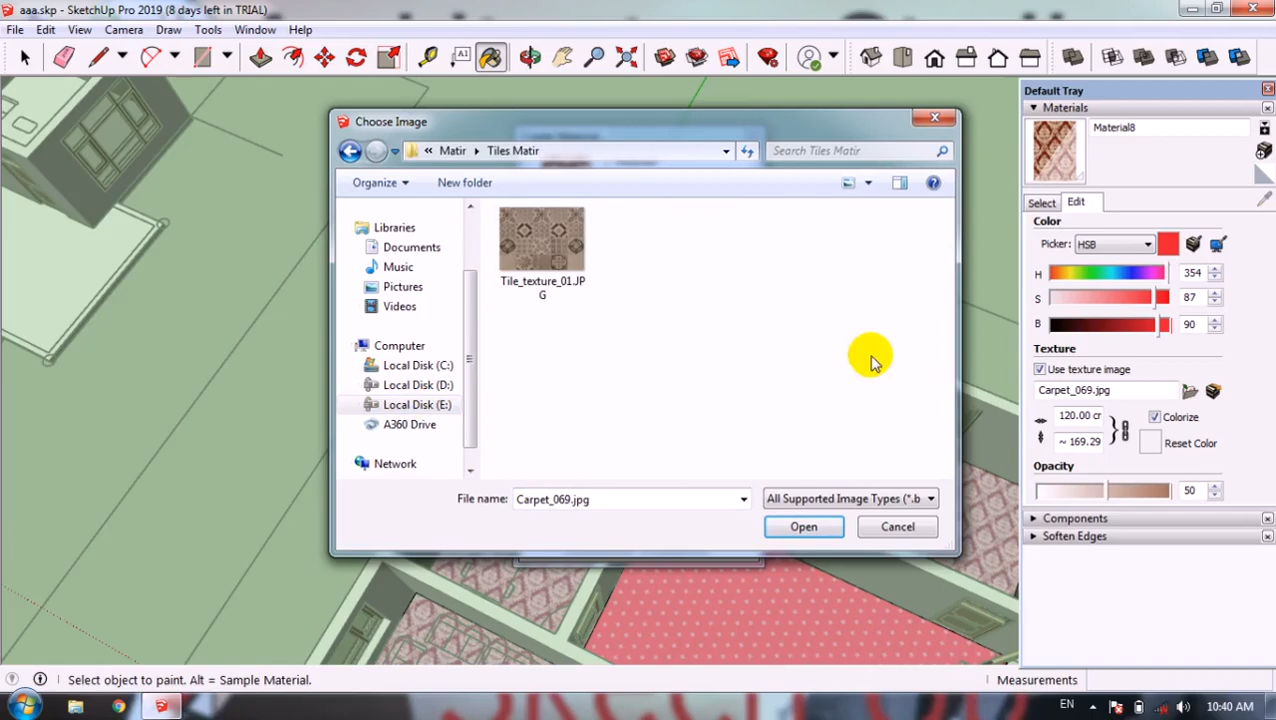 aaa.skp - SketchUp Pro 2019 (8 days left in TRIAL)
File Edit View Camera Draw Tools Window Help
A1
Default Tray
Materials
Material8
Select Edit
Color
Picker: HSB
H 354
S 87
B 90
Texture
Use texture image
Carpet_069.jpg
120.00 cr
~ 169.29
Colorize
Reset Color
Opacity
50
Components
Soften Edges
Choose Image
« Matir Tiles Matir
Search Tiles Matir
Organize New folder
Libraries
Documents
Music
Pictures
Videos
Computer
Local Disk (C:)
Local Disk (D:)
Local Disk (E:)
A360 Drive
Network
Tile_texture_01.JP
G
File name: Carpet_069.jpg
All Supported Image Types (*.b
Open Cancel
Select object to paint. Alt = Sample Material.
Measurements
EN
10:40 AM